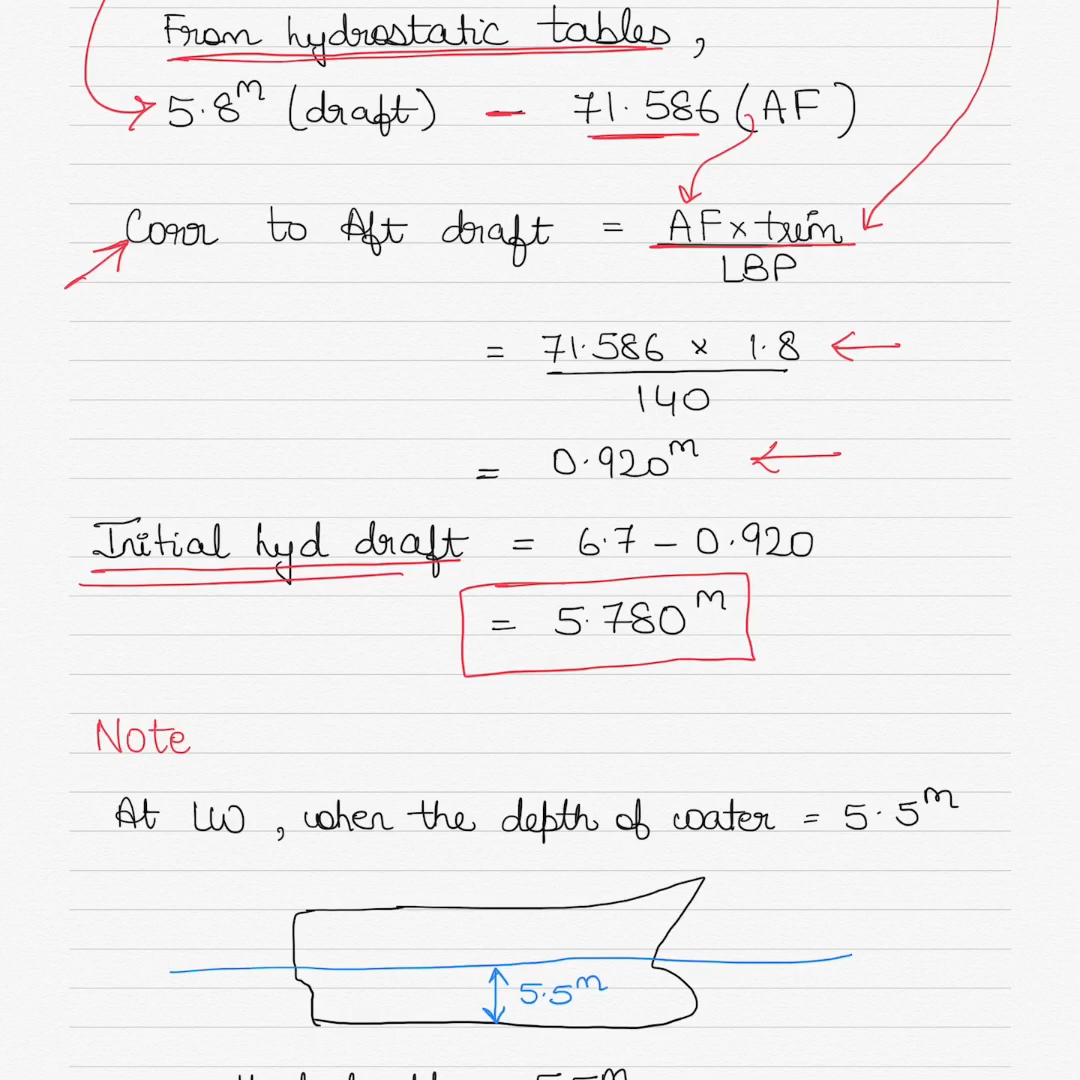 From hydrostatic tables,
5.8ᵐ (draft) — 71.586 (AF)
Corr to Aft draft = AF × trim
LBP
= 71.586 × 1.8
140
= 0.920ᵐ
Initial hyd draft = 6.7 – 0.920
= 5.780ᵐ
Note
At LW, when the depth of water = 5.5ᵐ
5.5ᵐ